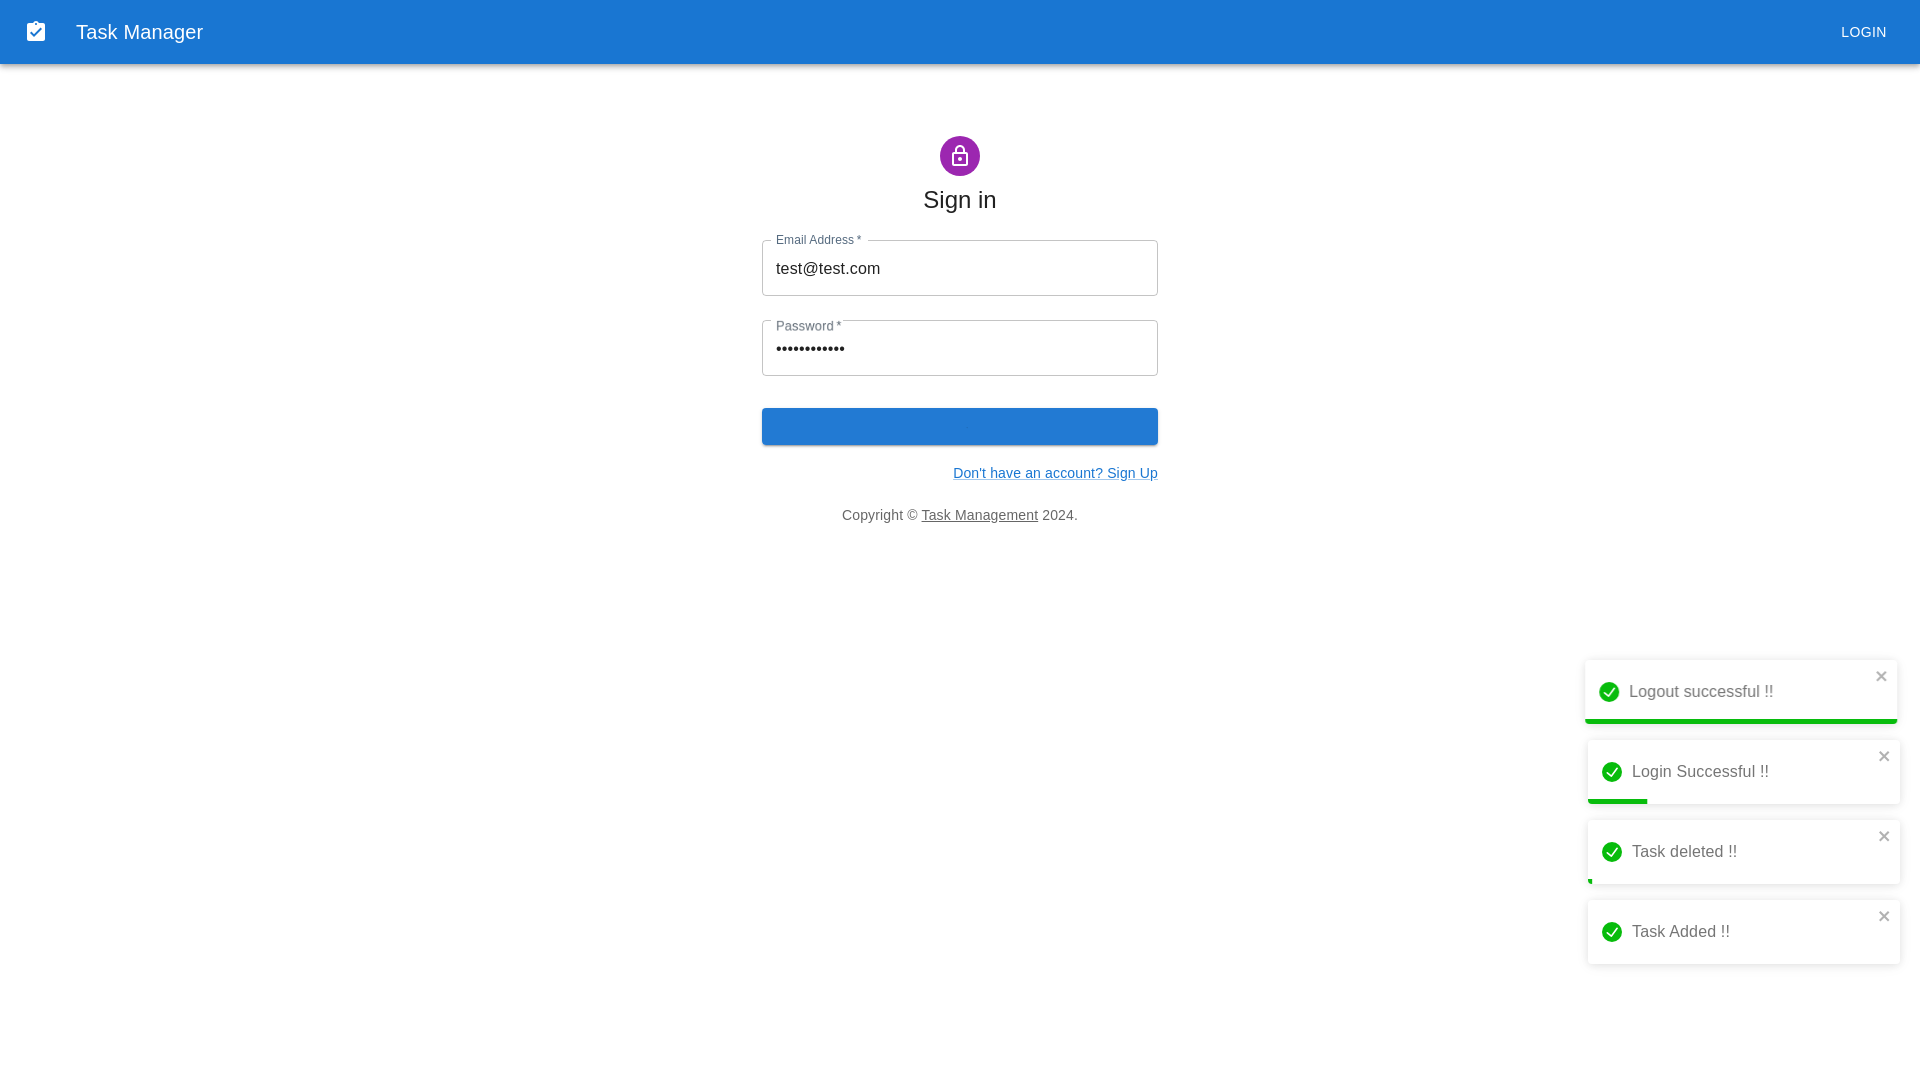 Task Manager
LOGIN
Sign in
Email Address *
test@test.com
Password *
••••••••••••
Don't have an account? Sign Up
Copyright © Task Management 2024.
Logout successful !!
Login Successful !!
Task deleted !!
Task Added !!